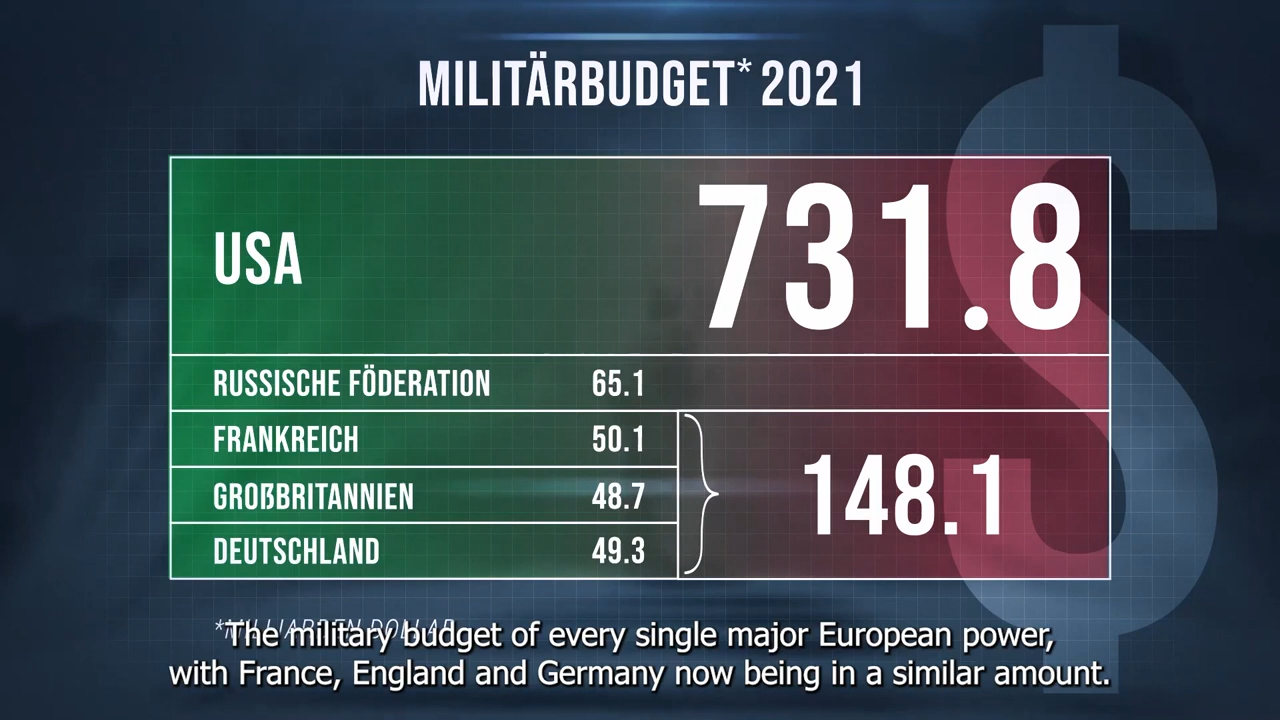 MILITÄRBUDGET* 2021
USA 731.8
RUSSISCHE FÖDERATION 65.1
FRANKREICH 50.1
GROßBRITANNIEN 48.7
DEUTSCHLAND 49.3
148.1
$
*MILLIARDEN DOLLAR
The military budget of every single major European power,
with France, England and Germany now being in a similar amount.